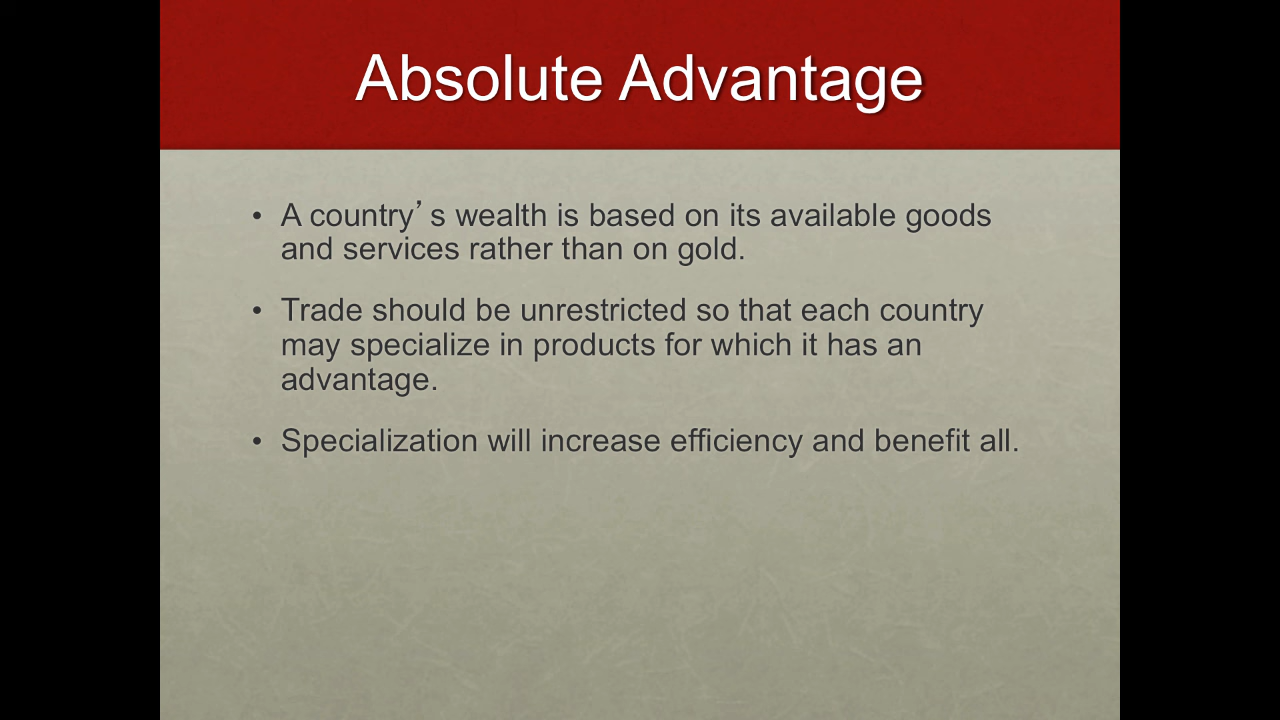 Absolute Advantage
• A country’s wealth is based on its available goods
and services rather than on gold.
• Trade should be unrestricted so that each country
may specialize in products for which it has an
advantage.
• Specialization will increase efficiency and benefit all.